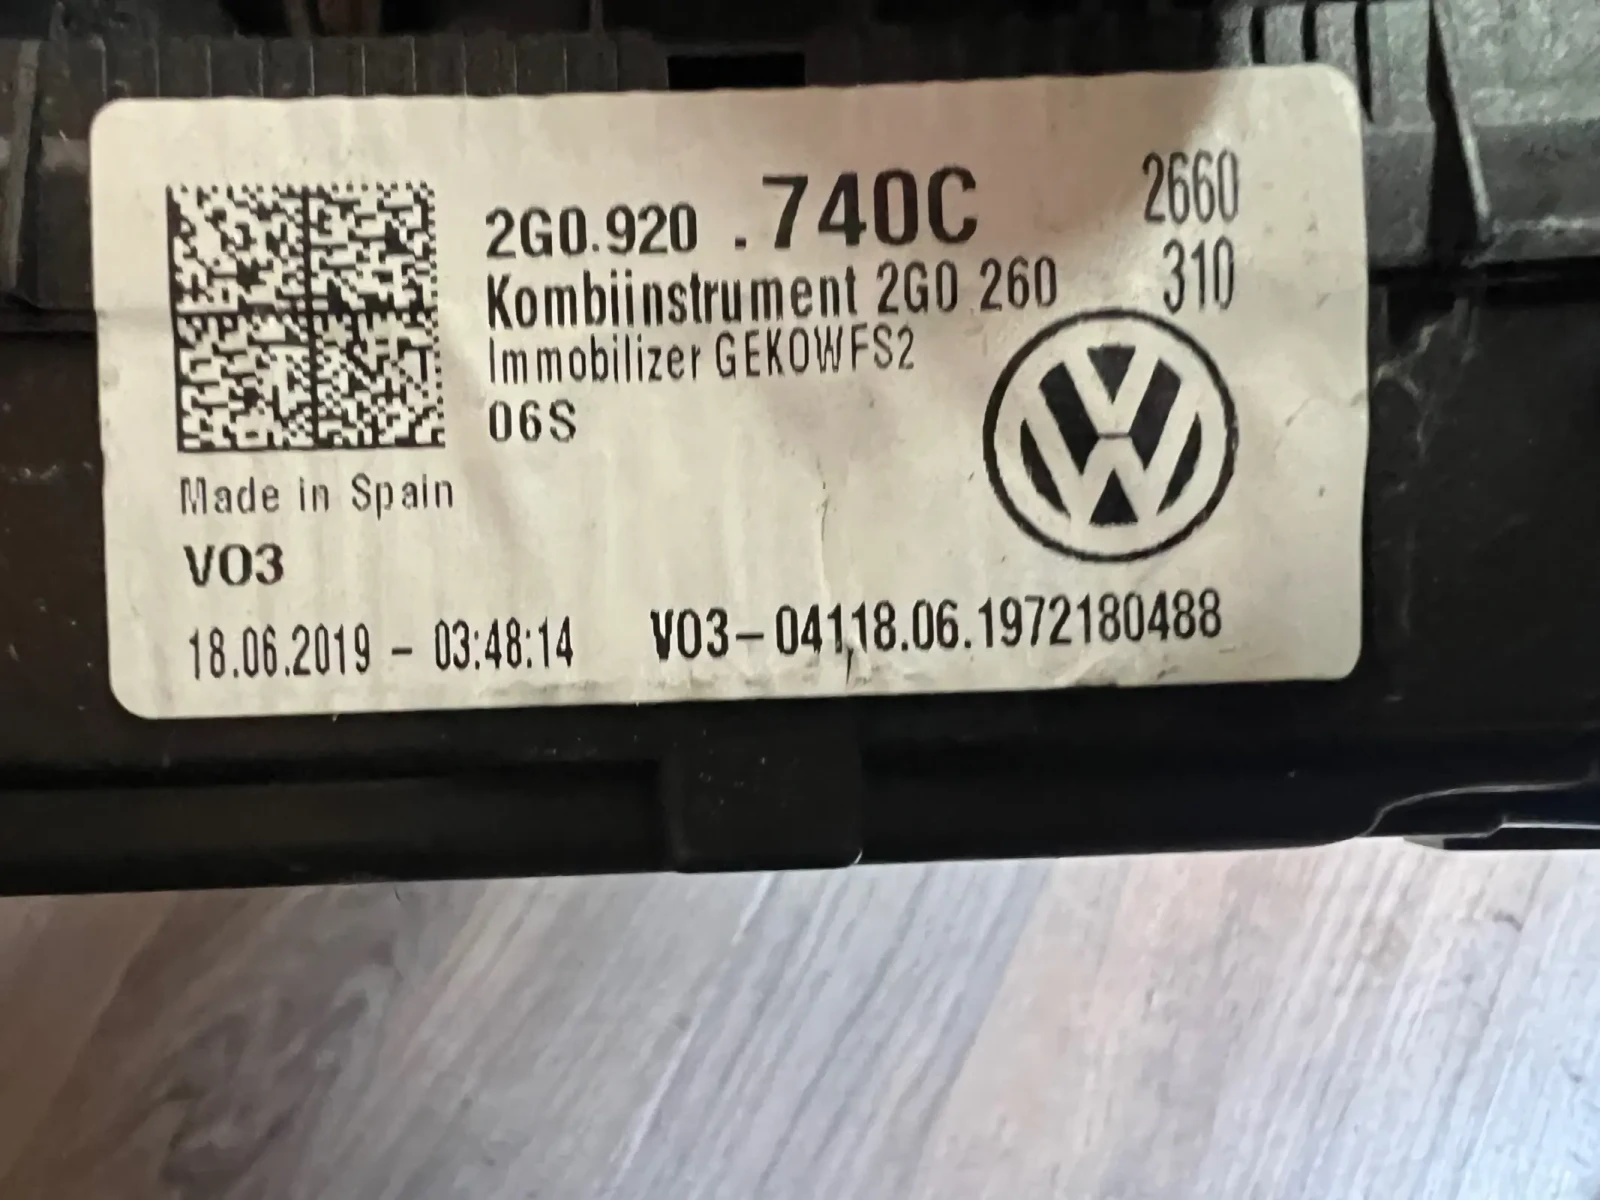 2G0.920 .740C 2660
Kombiinstrument 2G0 260 310
Immobilizer GEKOWFS2
06S
Made in Spain
V03
18.06.2019 - 03:48:14 V03-04118.06.1972180488